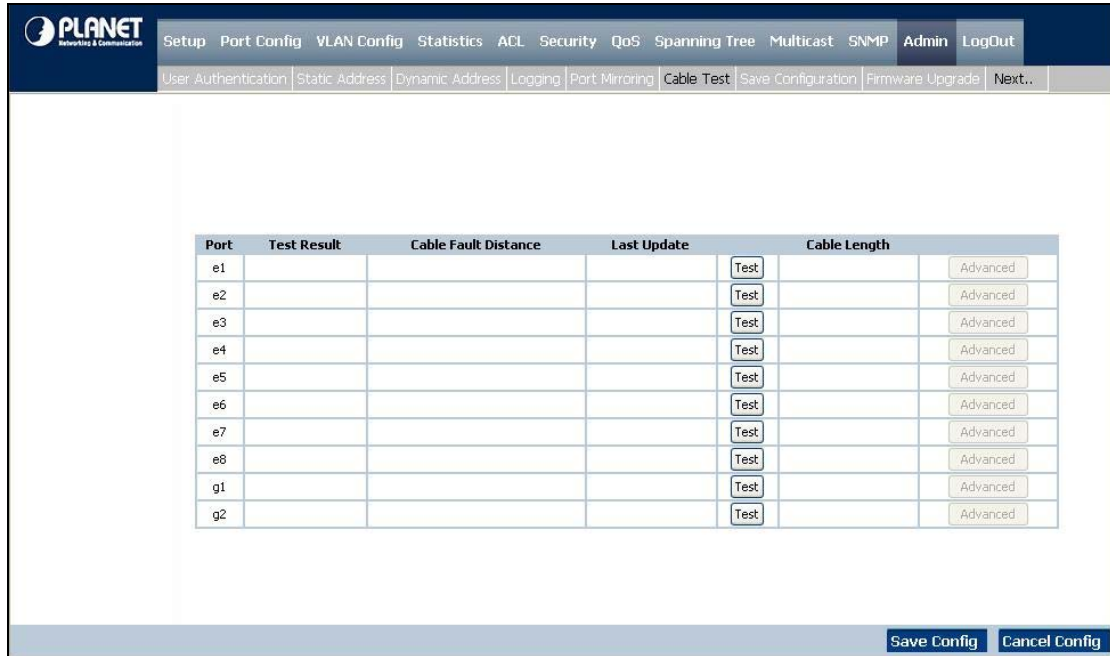 PLANET
Networking & Communication
Setup Port Config VLAN Config Statistics ACL Security QoS Spanning Tree Multicast SNMP Admin LogOut
User Authentication Static Address Dynamic Address Logging Port Mirroring Cable Test Save Configuration Firmware Upgrade Next..
Port Test Result Cable Fault Distance Last Update Cable Length
e1 Test Advanced
e2 Test Advanced
e3 Test Advanced
e4 Test Advanced
e5 Test Advanced
e6 Test Advanced
e7 Test Advanced
e8 Test Advanced
g1 Test Advanced
g2 Test Advanced
Save Config Cancel Config